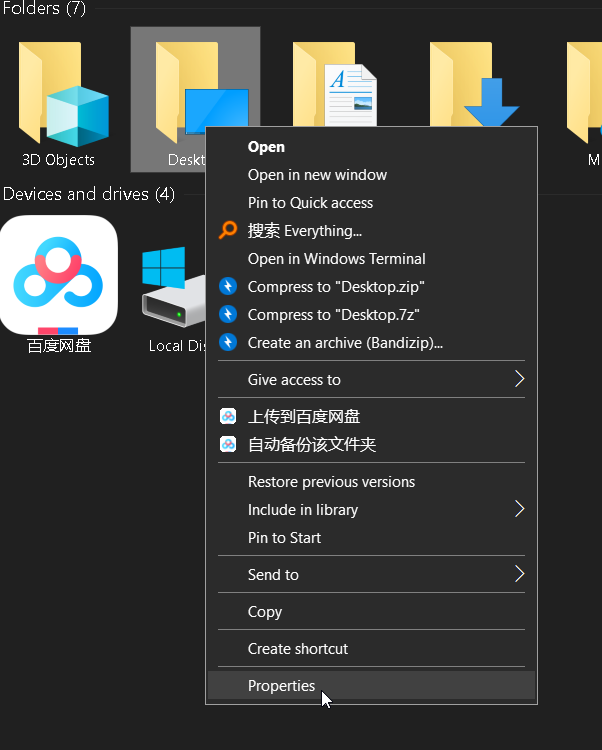 Folders (7)
3D Objects
Deskt
M
Devices and drives (4)
百度网盘
Local Dis
Open
Open in new window
Pin to Quick access
搜索 Everything...
Open in Windows Terminal
Compress to "Desktop.zip"
Compress to "Desktop.7z"
Create an archive (Bandizip)...
Give access to
上传到百度网盘
自动备份该文件夹
Restore previous versions
Include in library
Pin to Start
Send to
Copy
Create shortcut
Properties